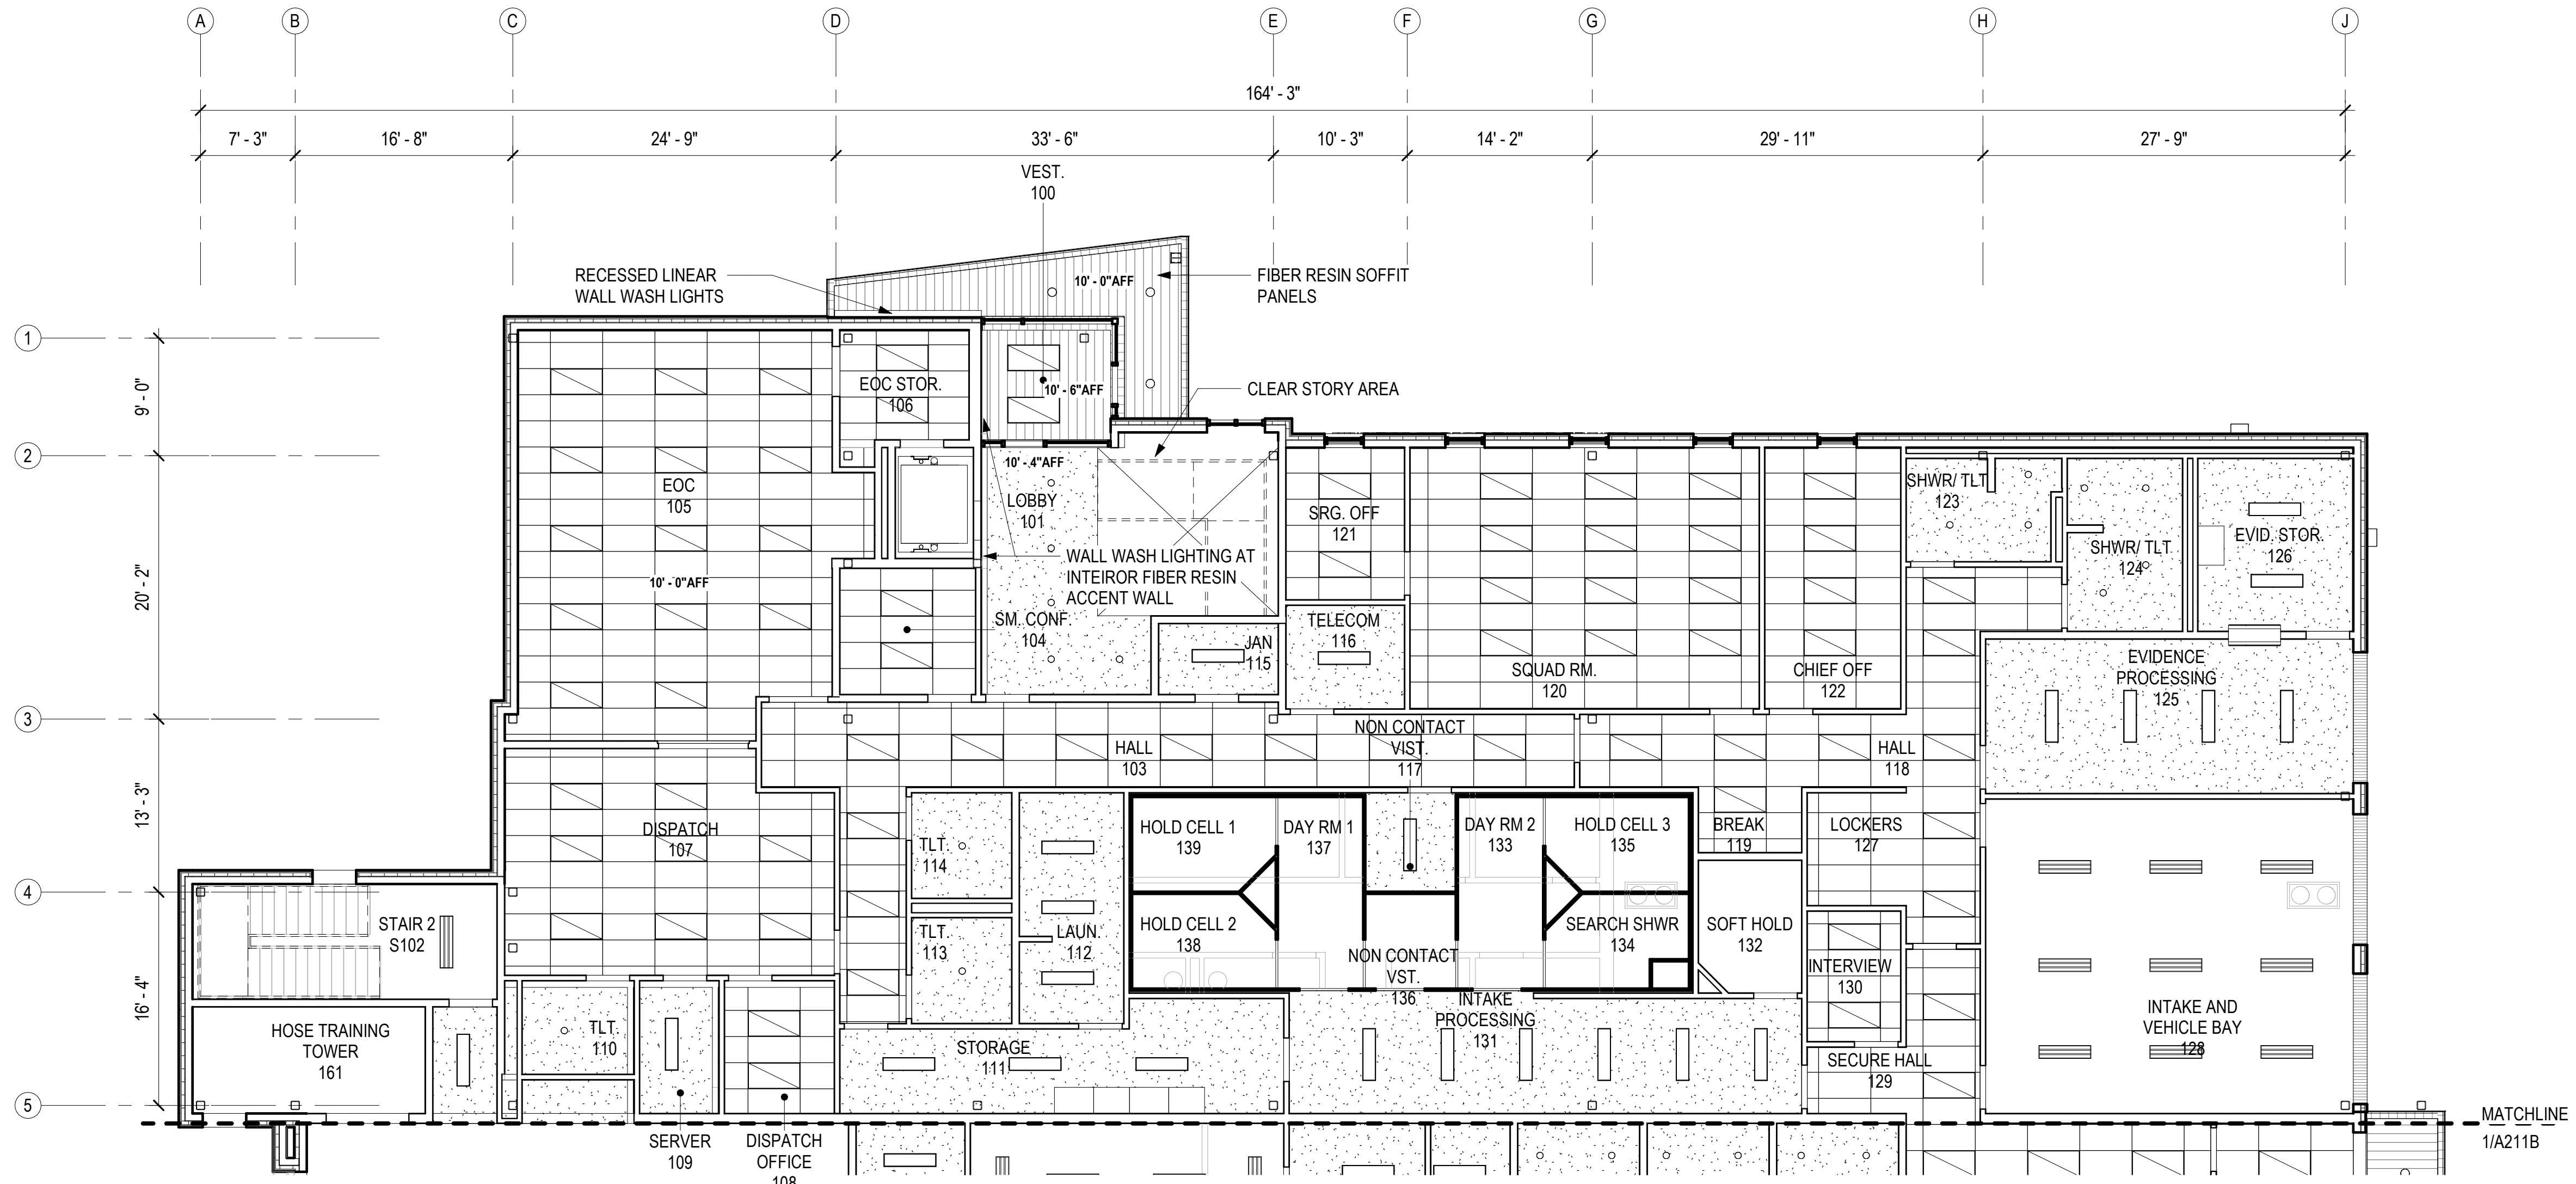 A B C D E F G H J
164' - 3"
7' - 3" 16' - 8" 24' - 9" 33' - 6" 10' - 3" 14' - 2" 29' - 11" 27' - 9"
VEST.
100
RECESSED LINEAR
WALL WASH LIGHTS
10' - 0"AFF
FIBER RESIN SOFFIT
PANELS
1
9' - 0"
EOC STOR.
106
10' - 6"AFF
CLEAR STORY AREA
2
10' - 4"AFF
EOC
105
LOBBY
101
SRG. OFF
121
SHWR/ TLT
123
SHWR/ TLT
124
EVID. STOR.
126
20' - 2"
10' - 0"AFF
WALL WASH LIGHTING AT
INTEIROR FIBER RESIN
ACCENT WALL
SM. CONF.
104
JAN
115
TELECOM
116
SQUAD RM.
120
CHIEF OFF
122
EVIDENCE
PROCESSING
125
3
HALL
103
NON CONTACT
VIST.
117
HALL
118
13' - 3"
DISPATCH
107
TLT.
114
HOLD CELL 1
139
DAY RM 1
137
DAY RM 2
133
HOLD CELL 3
135
BREAK
119
LOCKERS
127
4
STAIR 2
S102
TLT.
113
LAUN.
112
HOLD CELL 2
138
NON CONTACT
VST.
136
SEARCH SHWR
134
SOFT HOLD
132
INTERVIEW
130
16' - 4"
HOSE TRAINING
TOWER
161
TLT.
110
STORAGE
111
INTAKE
PROCESSING
131
SECURE HALL
129
INTAKE AND
VEHICLE BAY
128
5
SERVER
109
DISPATCH
OFFICE
108
MATCHLINE
1/A211B